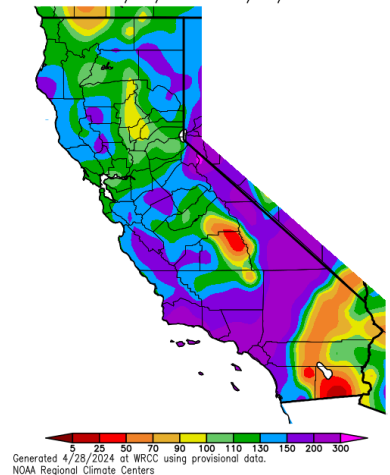 5 25 50 70 90 100 110 130 150 200 300
Generated 4/28/2024 at WRCC using provisional data.
NOAA Regional Climate Centers